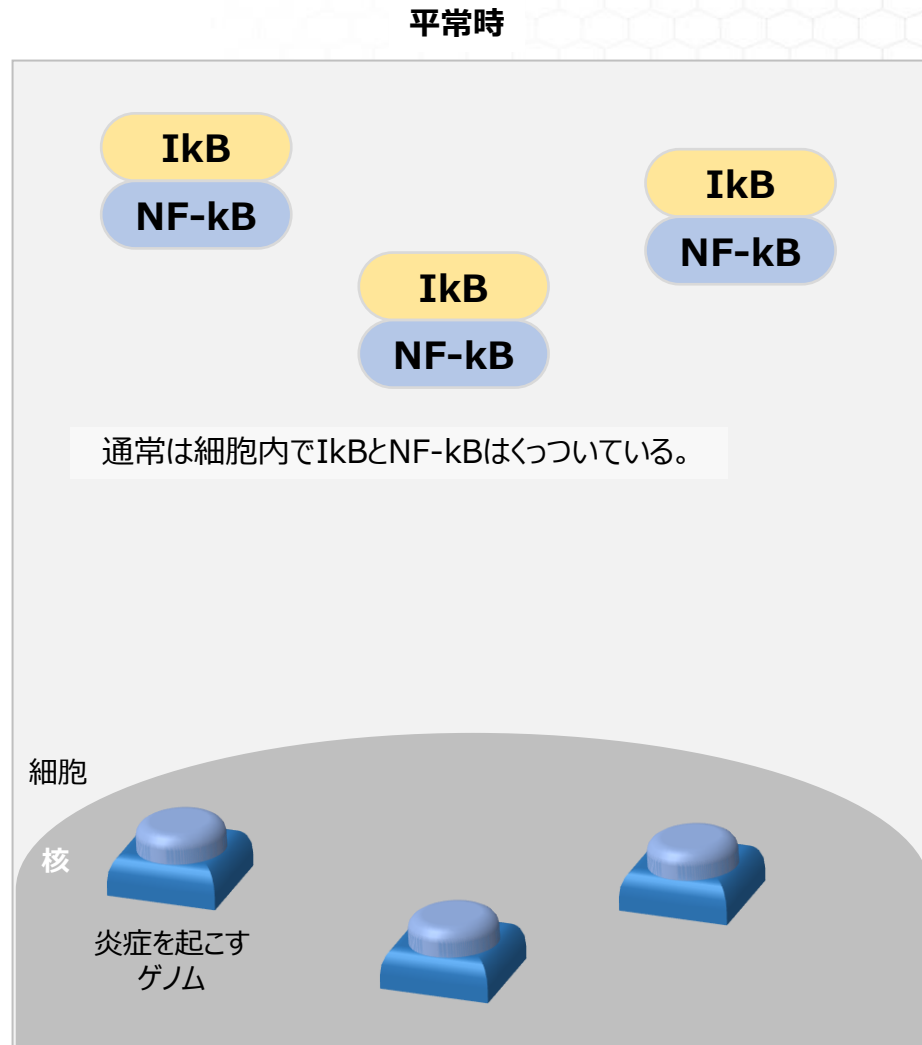 平常時
IkB
NF-kB
IkB
NF-kB
IkB
NF-kB
通常は細胞内でIkBとNF-kBはくっついている。
細胞
核
炎症を起こす
ゲノム